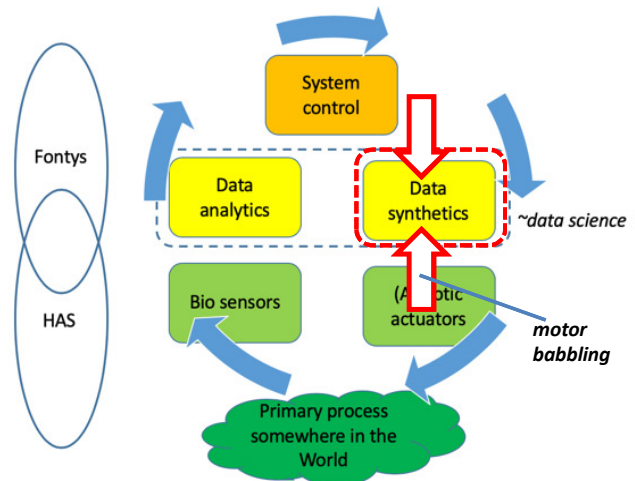 System
control
Fontys
Data
analytics
Data
synthetics
~data science
HAS
Bio sensors
actuators
motor
babbling
Primary process
somewhere in the
World